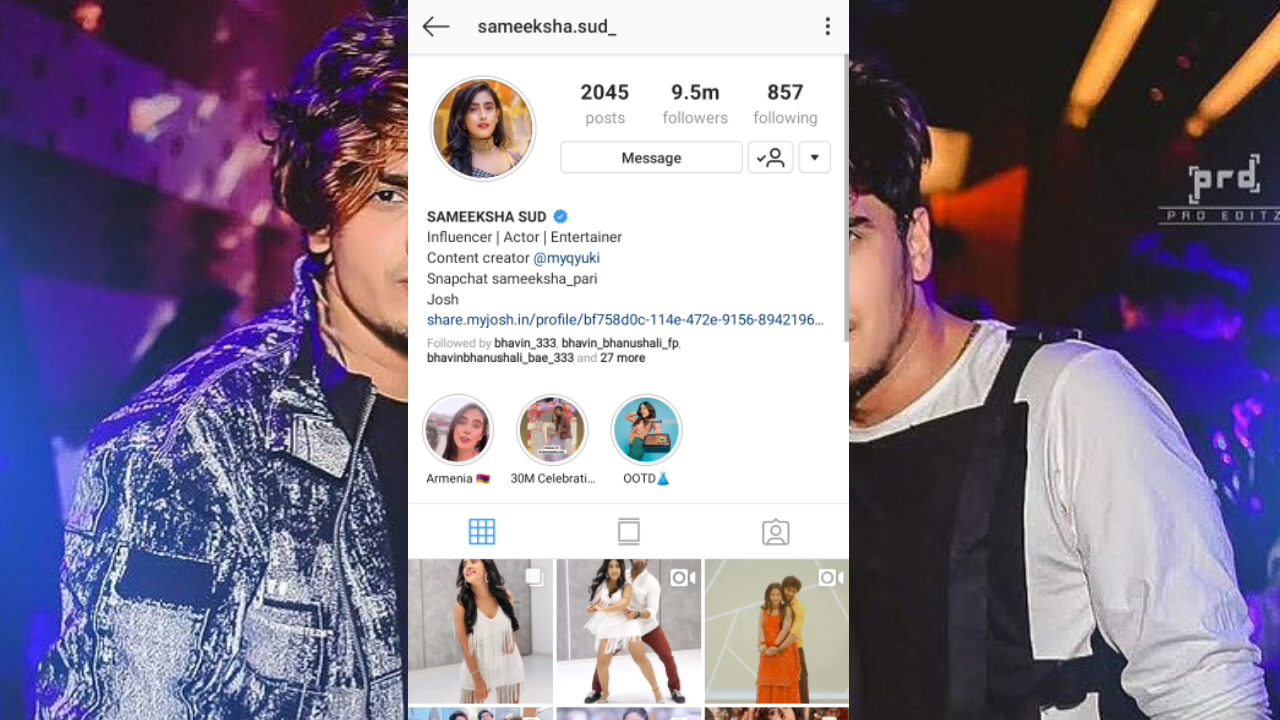 sameeksha.sud_
2045 9.5m 857
posts followers following
Message
SAMEEKSHA SUD
Influencer | Actor | Entertainer
Content creator @myqyuki
Snapchat sameeksha_pari
Josh
share.myjosh.in/profile/bf758d0c-114e-472e-9156-8942196...
Followed by bhavin_333, bhavin_bhanushali_fp,
bhavinbhanushali_bae_333 and 27 more
Armenia 🇦🇲 30M Celebrati... OOTD👗
prd
PRO EDITZ